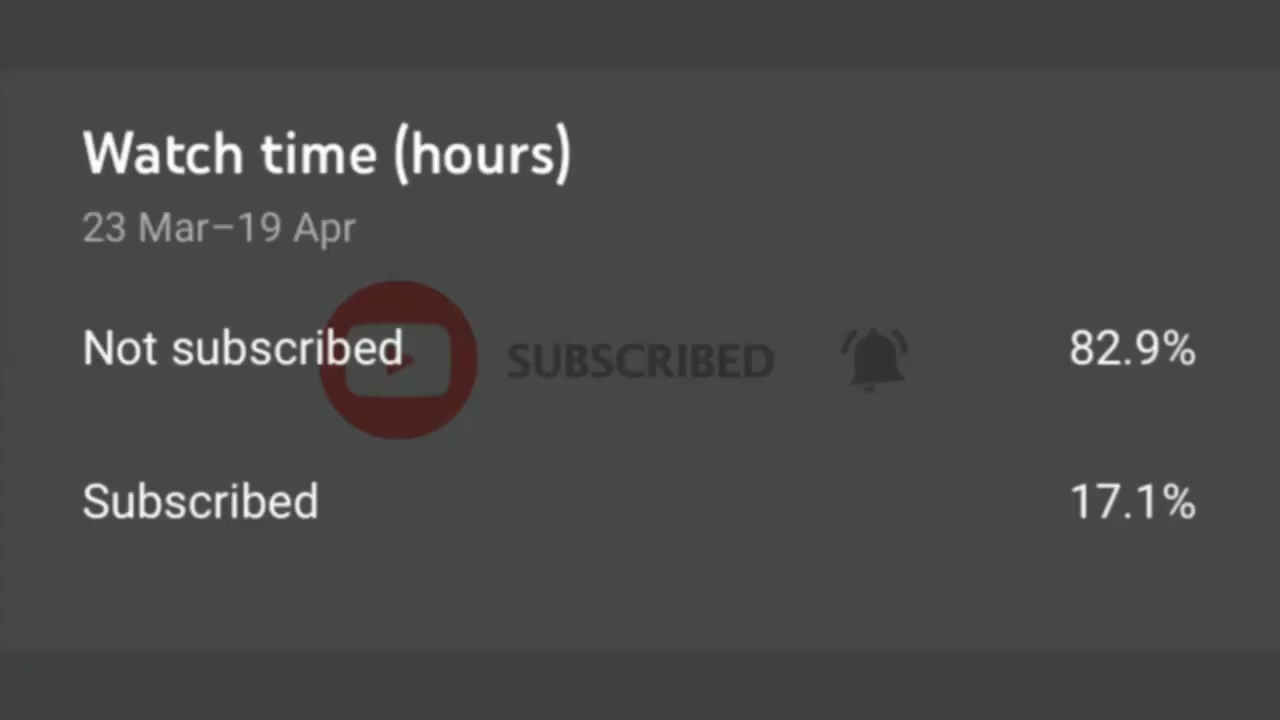 Watch time (hours)
23 Mar–19 Apr
Not subscribed 82.9%
SUBSCRIBED
Subscribed 17.1%